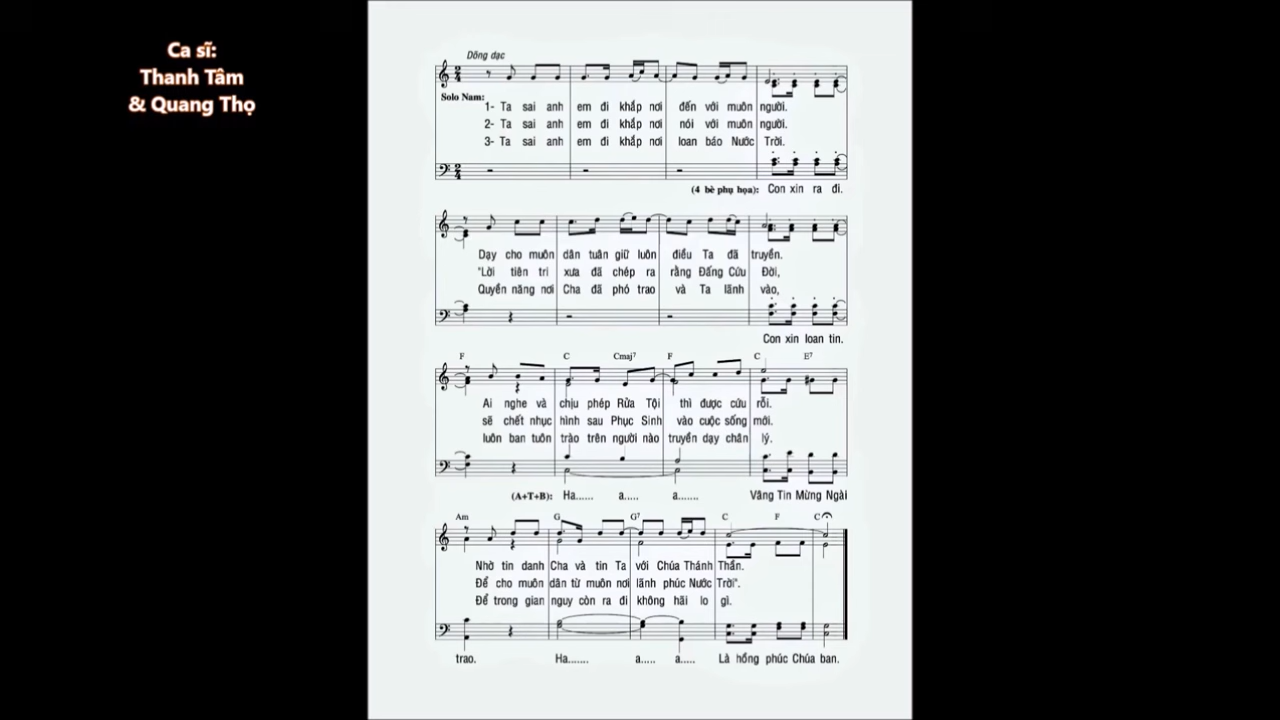 Ca sĩ:
Thanh Tâm
& Quang Thọ
Dõng dạc
Solo Nam:
1- Ta sai anh em đi khắp nơi đến với muôn người.
2- Ta sai anh em đi khắp nơi nói với muôn người.
3- Ta sai anh em đi khắp nơi loan báo Nước Trời.
(4 bè phụ họa): Con xin ra đi.
Dạy cho muôn dân tuân giữ luôn điều Ta đã truyền.
"Lời tiên tri xưa đã chép ra rằng Đấng Cứu Đời,
Quyền năng nơi Cha đã phó trao và Ta lãnh vào,
Con xin loan tin.
F C Cmaj7 F C E7
Ai nghe và chịu phép Rửa Tội thì được cứu rỗi.
sẽ chết nhục hình sau Phục Sinh vào cuộc sống mới.
luôn ban tuôn trào trên người nào truyền dạy chân lý.
(A+T+B): Ha...... a..... a....... Vâng Tin Mừng Ngài
Am G G7 C F C
Nhờ tin danh Cha và tin Ta với Chúa Thánh Thần.
Để cho muôn dân từ muôn nơi lãnh phúc Nước Trời".
Để trong gian nguy còn ra đi không hãi lo gì.
trao. Ha....... a..... a..... Là hồng phúc Chúa ban.